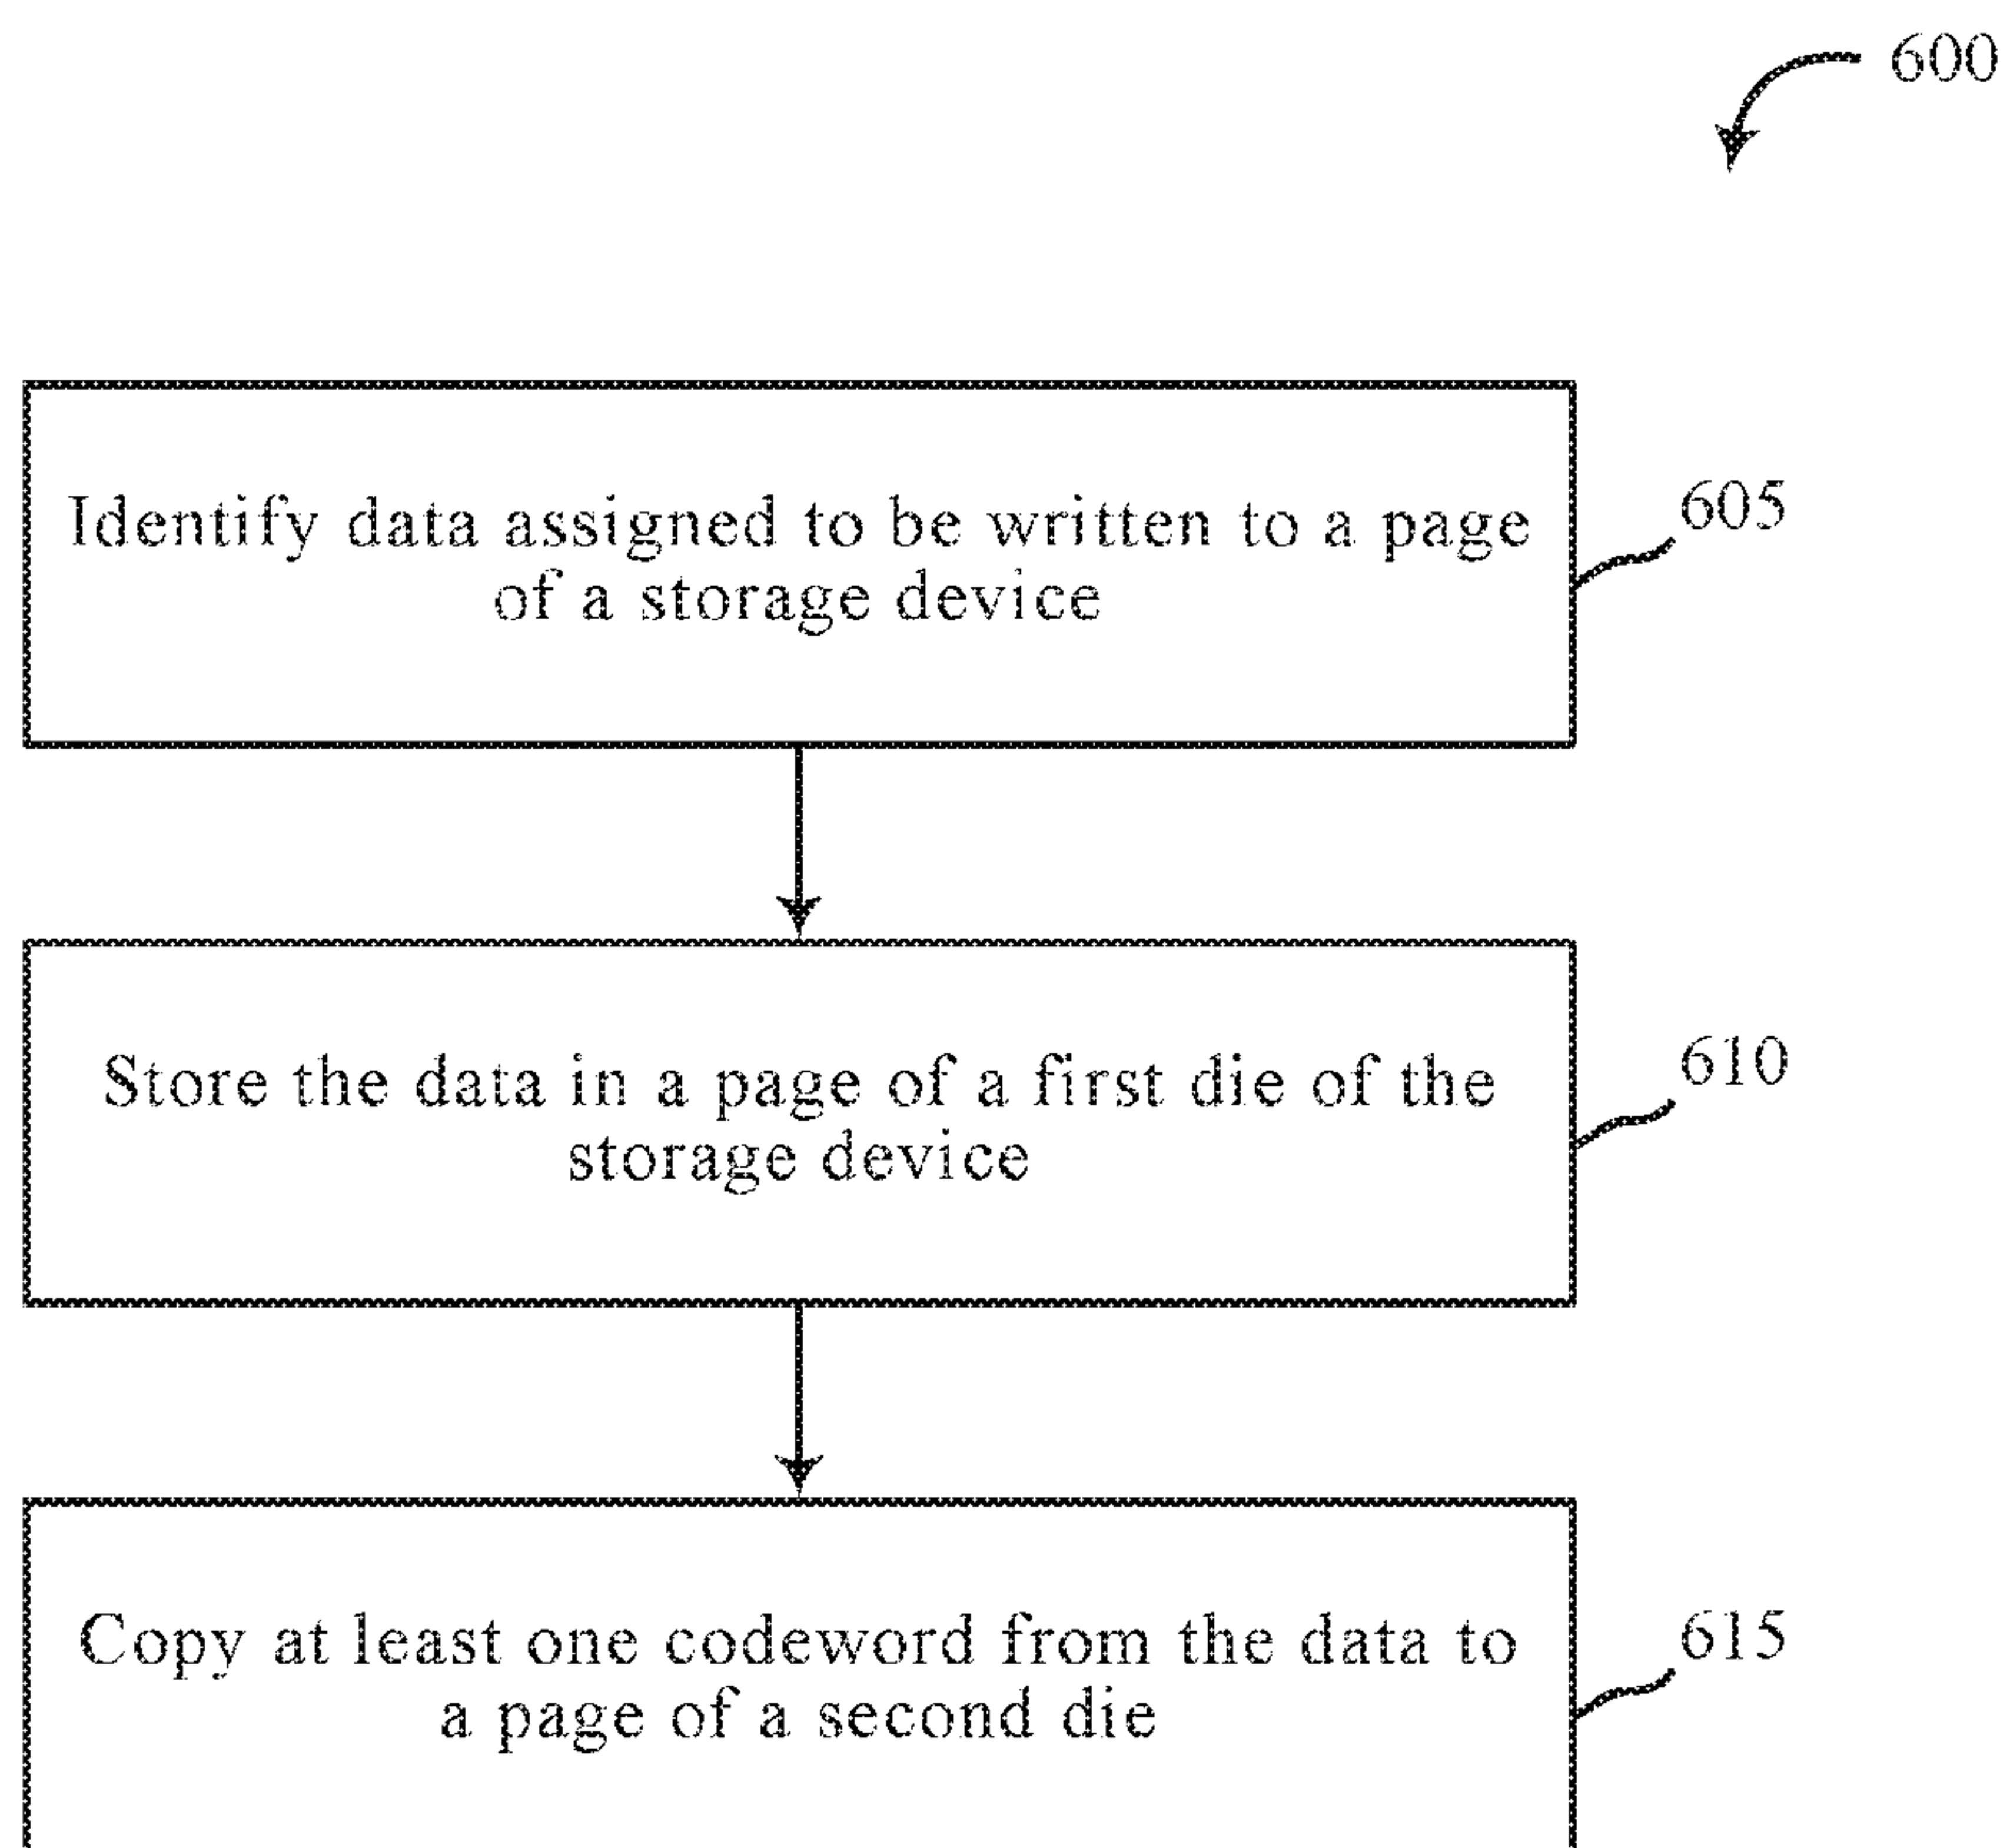 600
Identify data assigned to be written to a page
of a storage device
605
Store the data in a page of a first die of the
storage device
610
Copy at least one codeword from the data to
a page of a second die
615